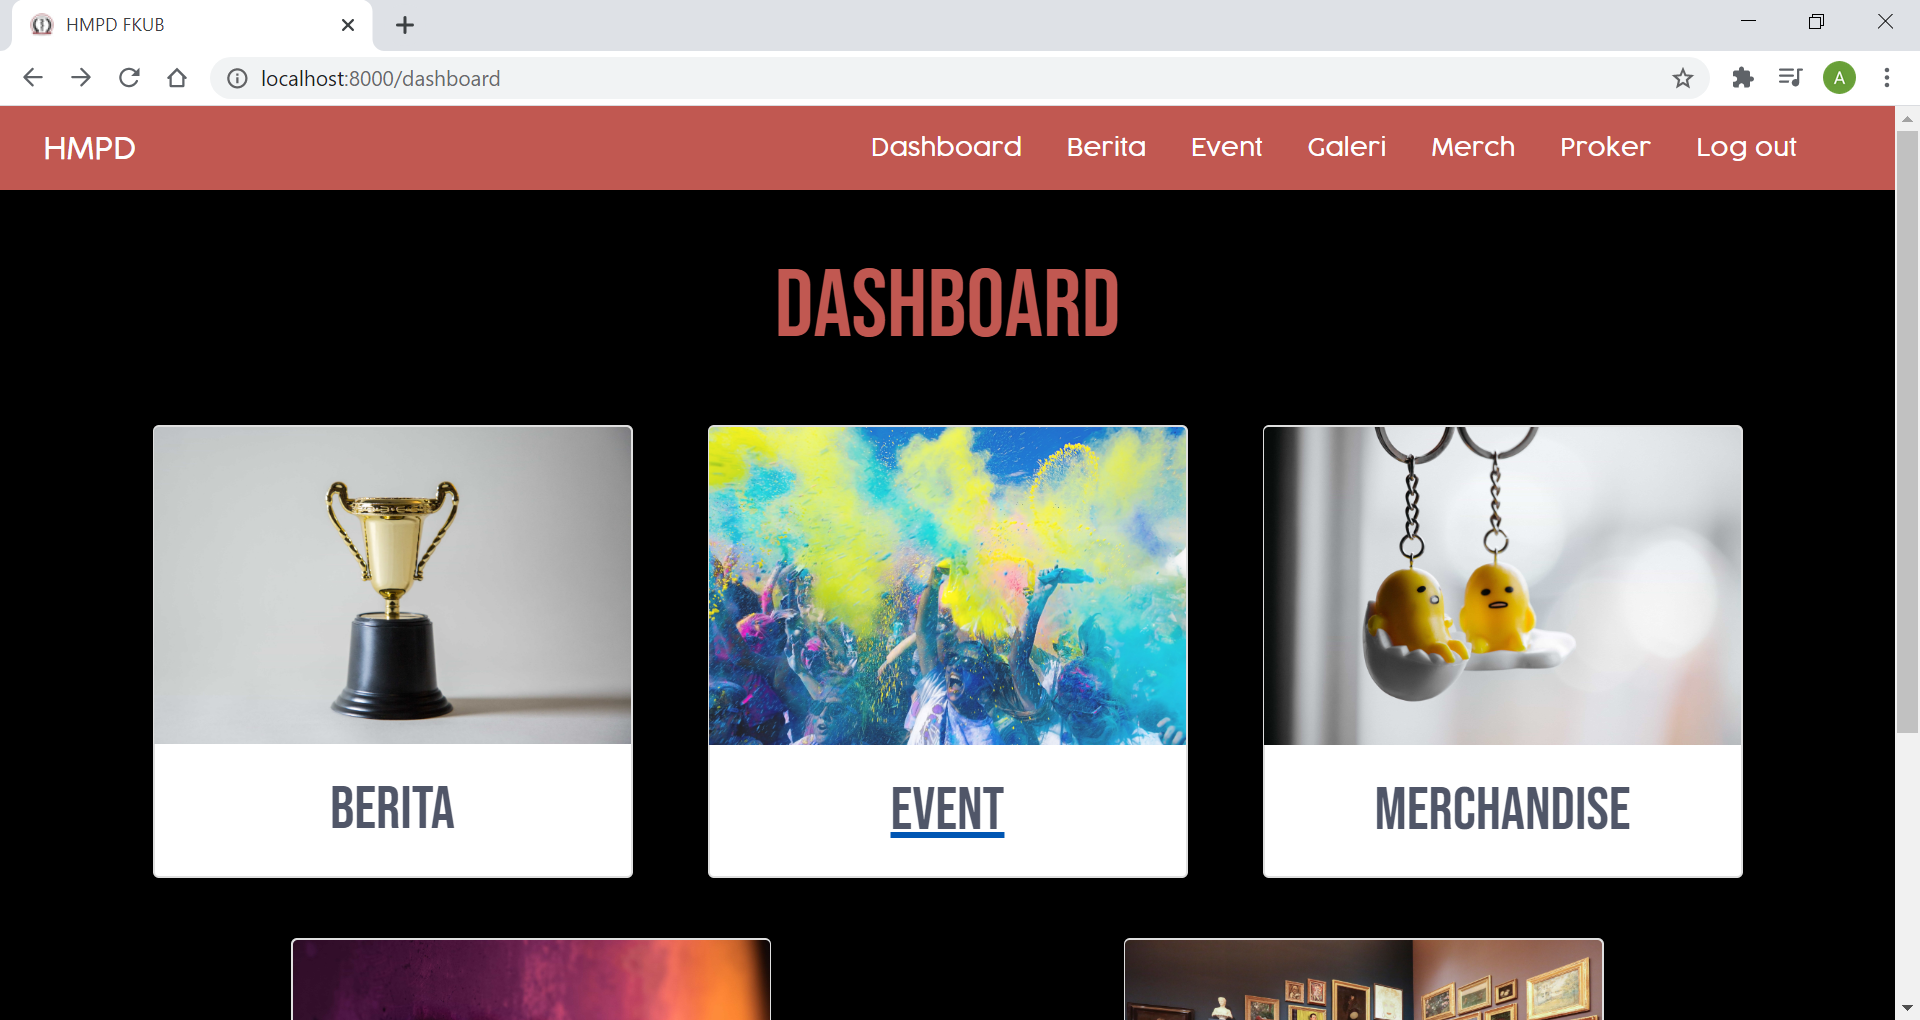 HMPD FKUB
localhost:8000/dashboard
A
HMPD
Dashboard Berita Event Galeri Merch Proker Log out
DASHBOARD
BERITA
EVENT
MERCHANDISE